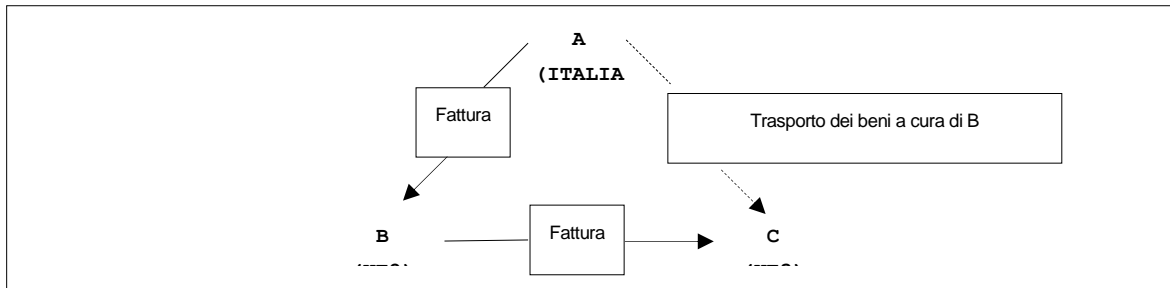 A
(ITALIA
Fattura
Trasporto dei beni a cura di B
B
Fattura
C